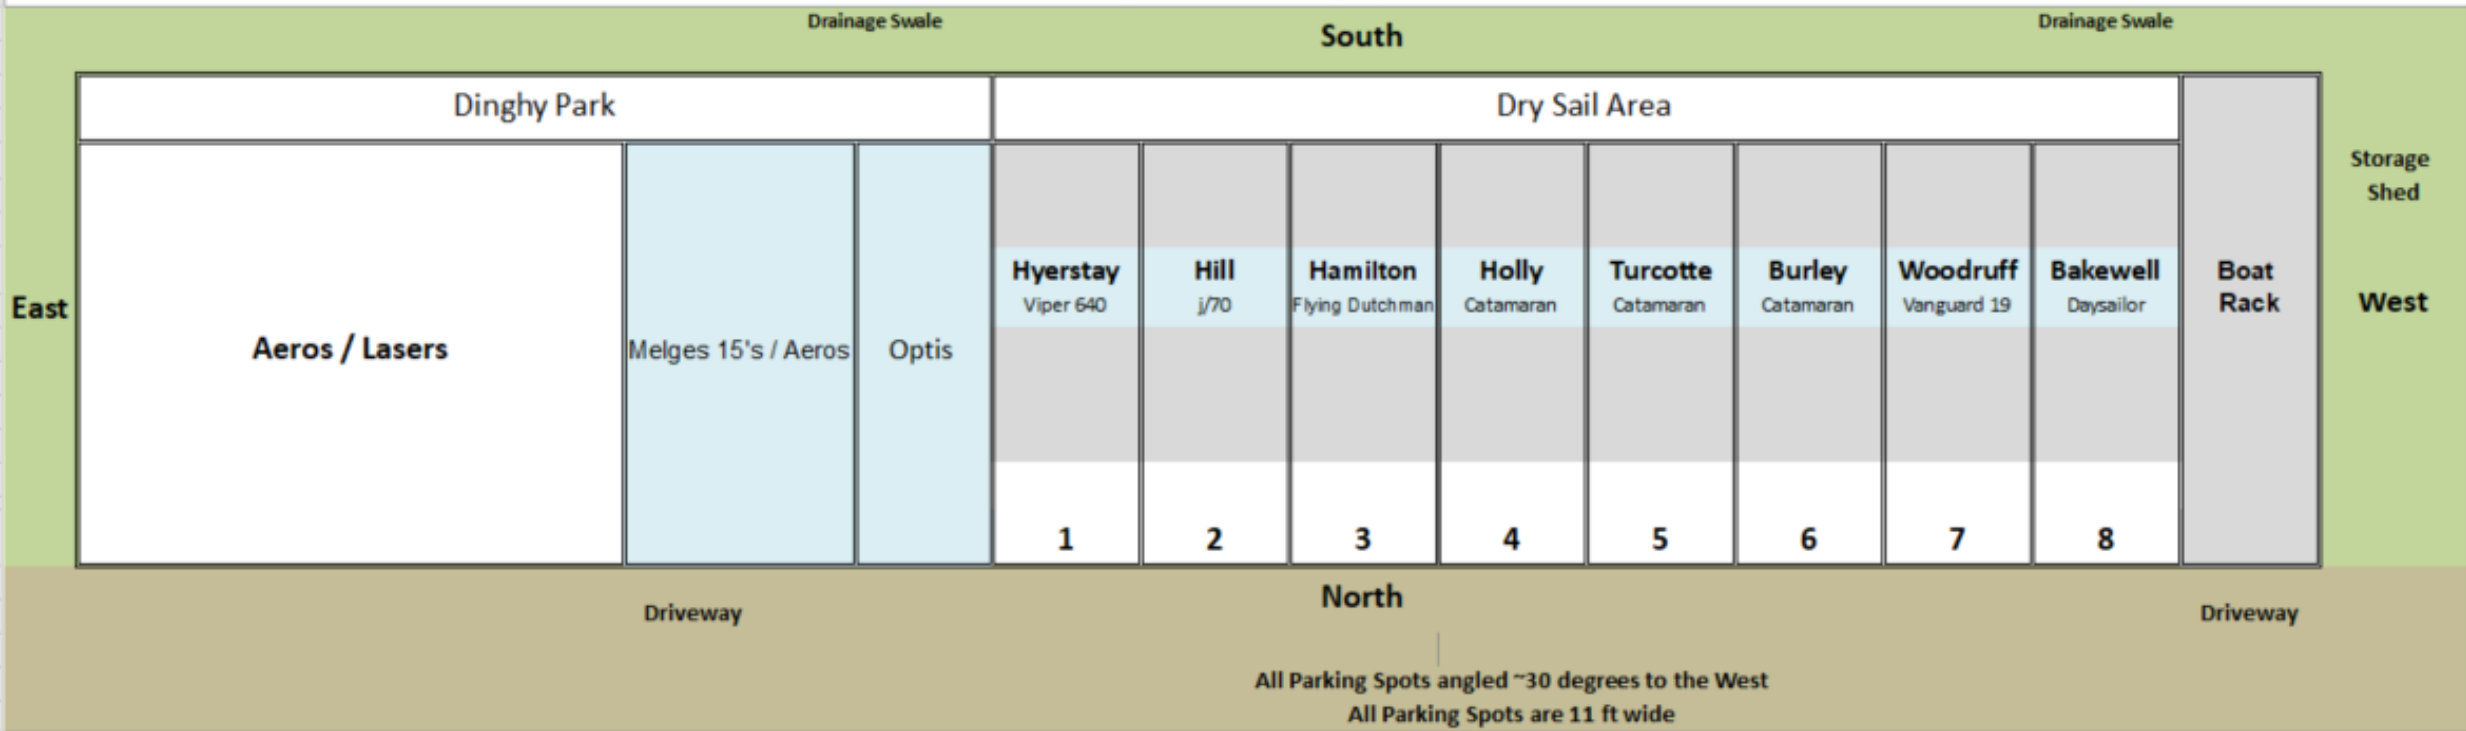 Drainage Swale
South
Drainage Swale
Dinghy Park
Dry Sail Area
Storage
Shed
East
Aeros / Lasers
Melges 15's / Aeros
Optis
Hyerstay
Viper 640
1
Hill
j/70
2
Hamilton
Flying Dutchman
3
Holly
Catamaran
4
Turcotte
Catamaran
5
Burley
Catamaran
6
Woodruff
Vanguard 19
7
Bakewell
Daysailor
8
Boat
Rack
West
Driveway
North
Driveway
All Parking Spots angled ~30 degrees to the West
All Parking Spots are 11 ft wide